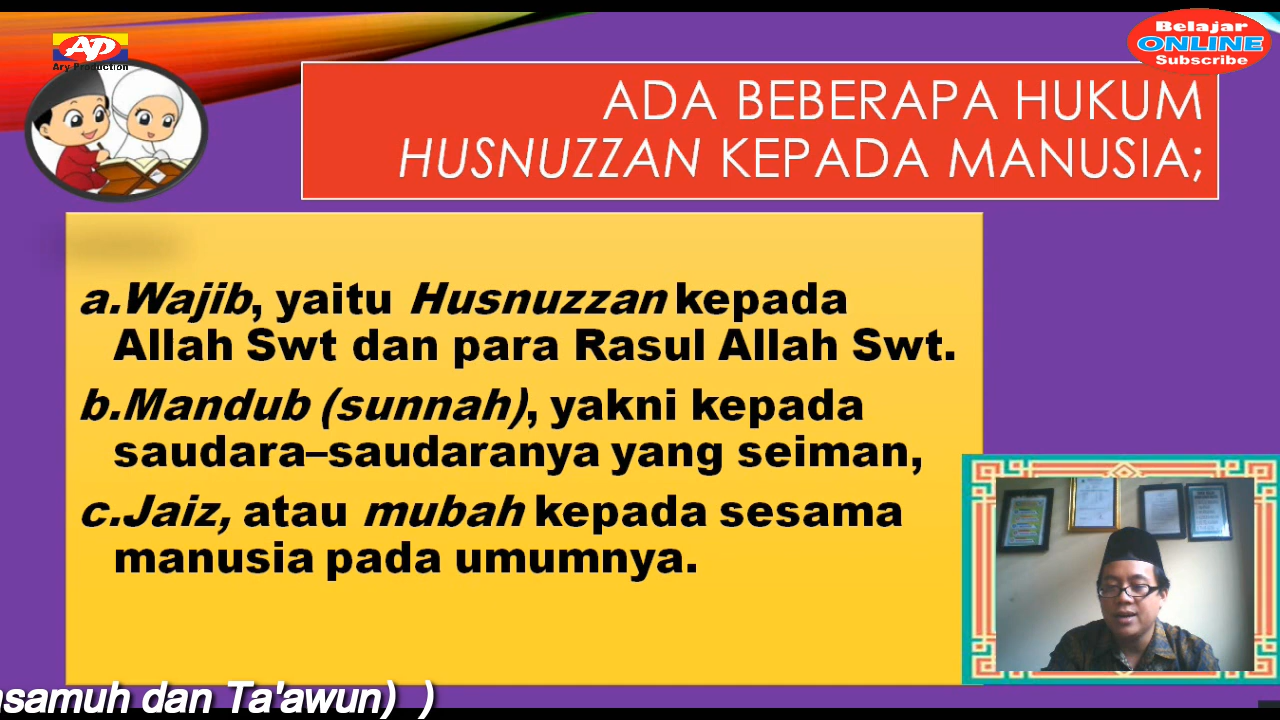 AP
Ary Production
Belajar
ONLINE
Subscribe
ADA BEBERAPA HUKUM
HUSNUZZAN KEPADA MANUSIA;
a.Wajib, yaitu Husnuzzan kepada
Allah Swt dan para Rasul Allah Swt.
b.Mandub (sunnah), yakni kepada
saudara–saudaranya yang seiman,
c.Jaiz, atau mubah kepada sesama
manusia pada umumnya.
dan Ta'awun) )